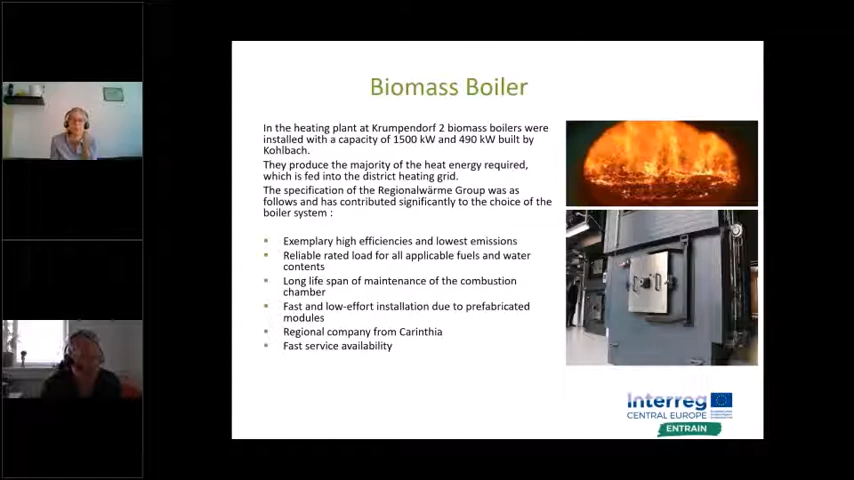 Biomass Boiler
In the heating plant at Krumpendorf 2 biomass boilers were
installed with a capacity of 1500 kW and 490 kW built by
Kohlbach.
They produce the majority of the heat energy required,
which is fed into the district heating grid.
The specification of the Regionalwärme Group was as
follows and has contributed significantly to the choice of the
boiler system :
Exemplary high efficiencies and lowest emissions
Reliable rated load for all applicable fuels and water
contents
Long life span of maintenance of the combustion
chamber
Fast and low-effort installation due to prefabricated
modules
Regional company from Carinthia
Fast service availability
Interreg
CENTRAL EUROPE
ENTRAIN